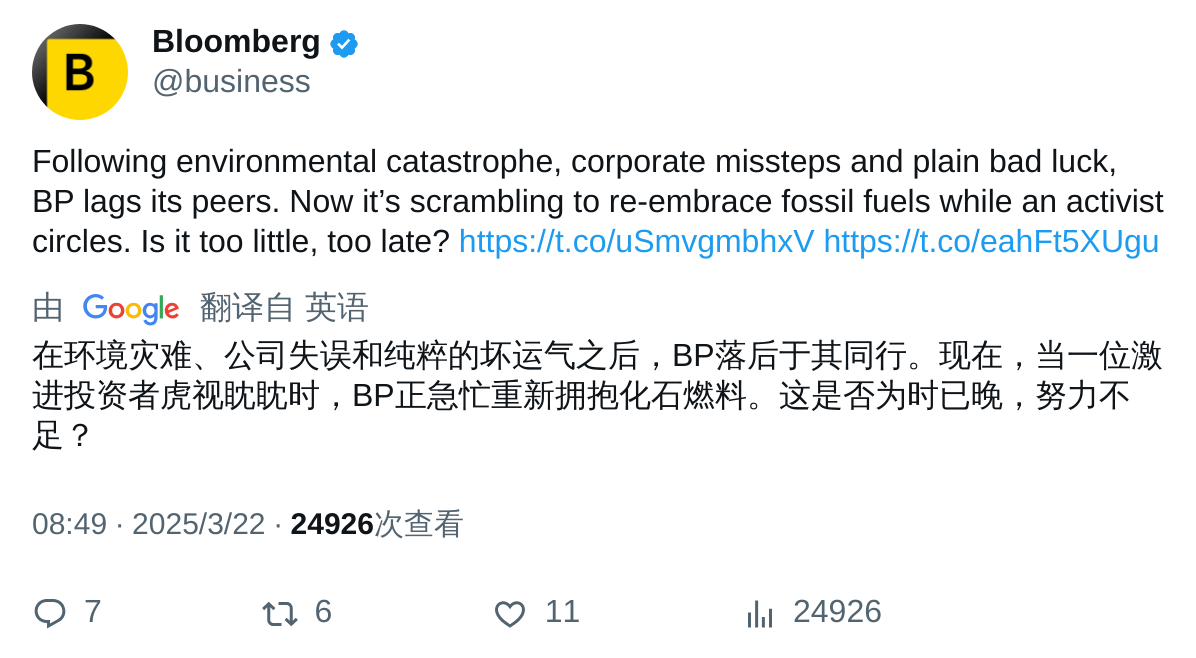 B
Bloomberg
@business
Following environmental catastrophe, corporate missteps and plain bad luck,
BP lags its peers. Now it’s scrambling to re-embrace fossil fuels while an activist
circles. Is it too little, too late? https://t.co/uSmvgmbhxV https://t.co/eahFt5XUgu
由 Google 翻译自 英语
在环境灾难、公司失误和纯粹的坏运气之后，BP落后于其同行。现在，当一位激
进投资者虎视眈眈时，BP正急忙重新拥抱化石燃料。这是否为时已晚，努力不
足？
08:49 · 2025/3/22 · 24926次查看
7 6 11 24926